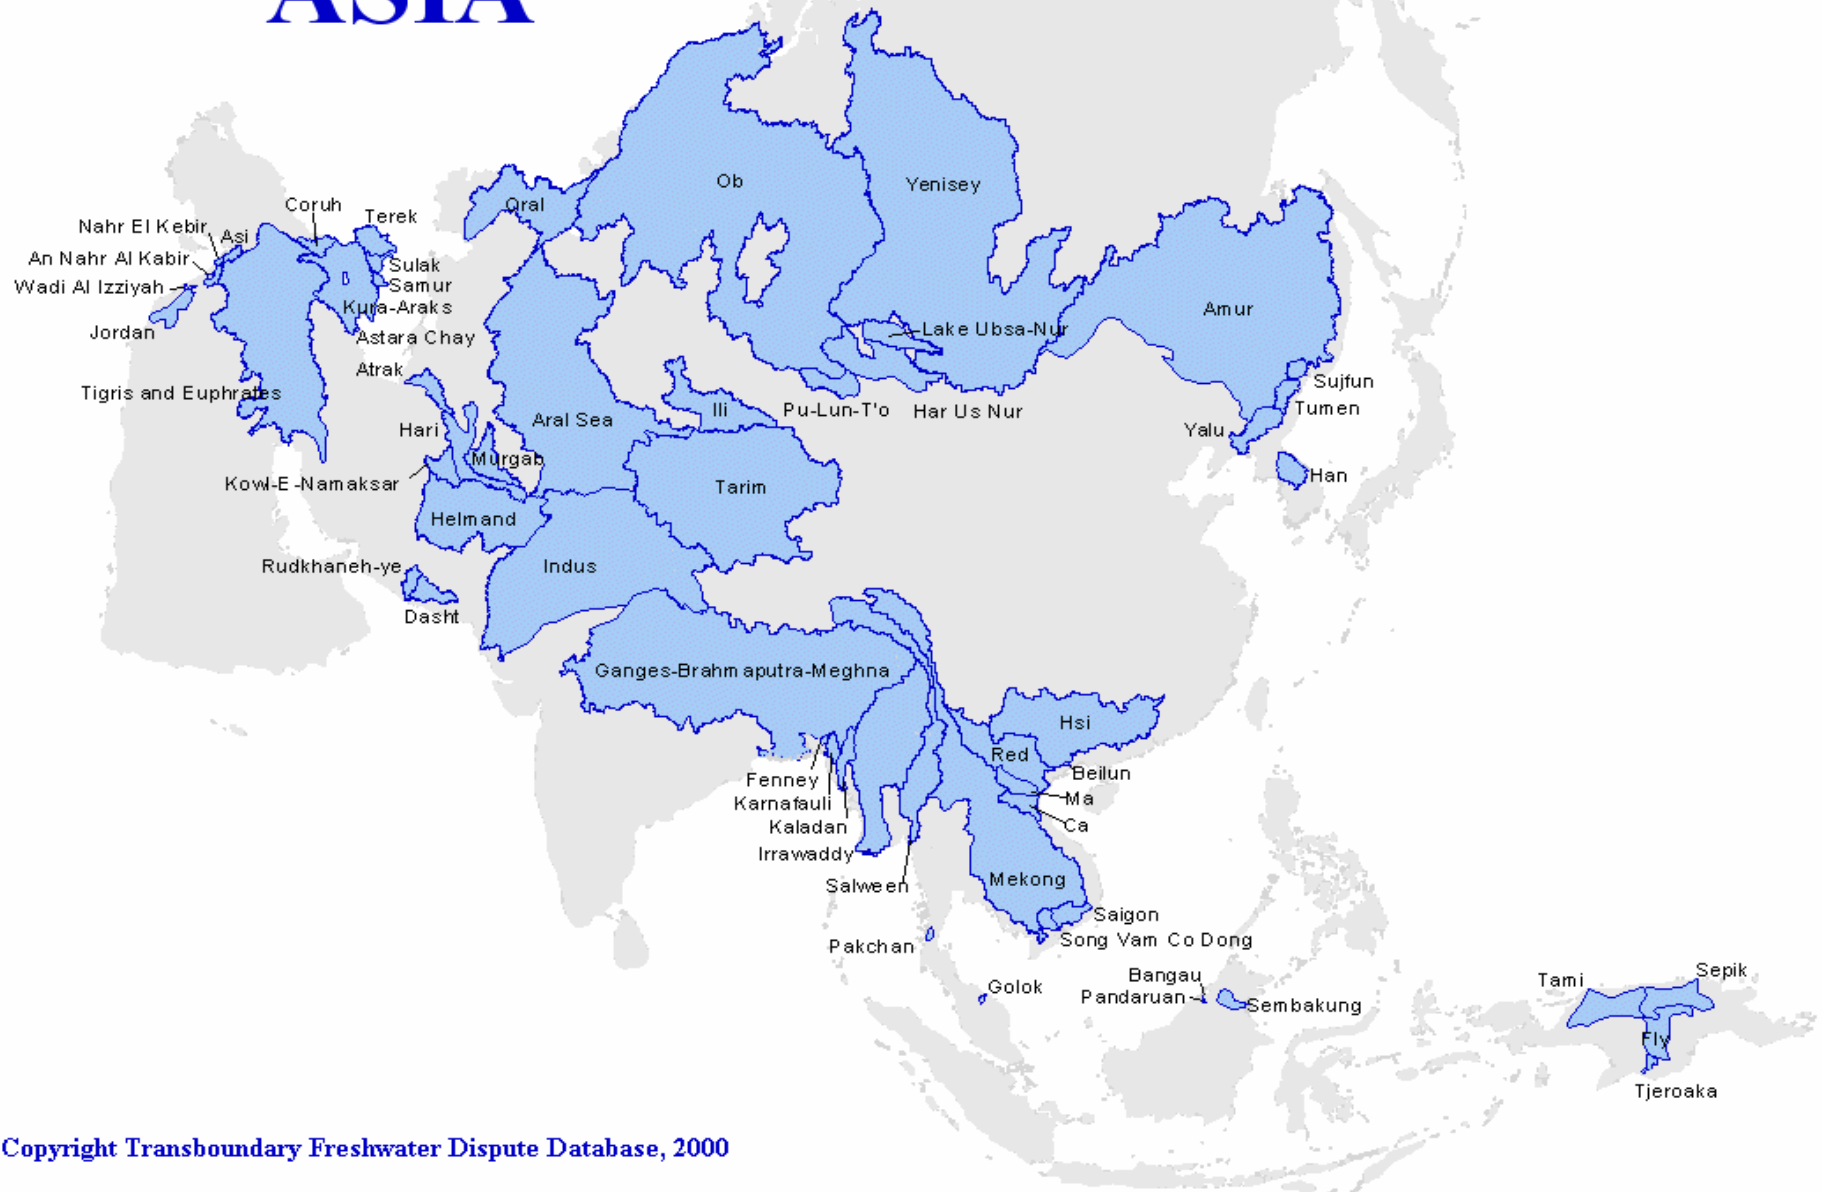 ASIA
Ob
Yenisey
Oral
Coruh
Terek
Nahr El Kebir
Asi
An Nahr Al Kabir
Sulak
Wadi Al Izziyah
Samur
Kura-Araks
Amur
Jordan
Astara Chay
Lake Ubsa-Nur
Atrak
Sujfun
Tigris and Euphrates
Ili
Pu-Lun-T'o
Har Us Nur
Tumen
Aral Sea
Hari
Yalu
Murgab
Han
Kowl-E-Namaksar
Tarim
Helmand
Rudkhaneh-ye
Indus
Dasht
Ganges-Brahmaputra-Meghna
Hsi
Red
Fenney
Beilun
Karnafauli
Ma
Kaladan
Ca
Irrawaddy
Salween
Mekong
Saigon
Pakchan
Song Vam Co Dong
Bangau
Sepik
Golok
Tami
Pandaruan
Sembakung
Fly
Tjeroaka
Copyright Transboundary Freshwater Dispute Database, 2000